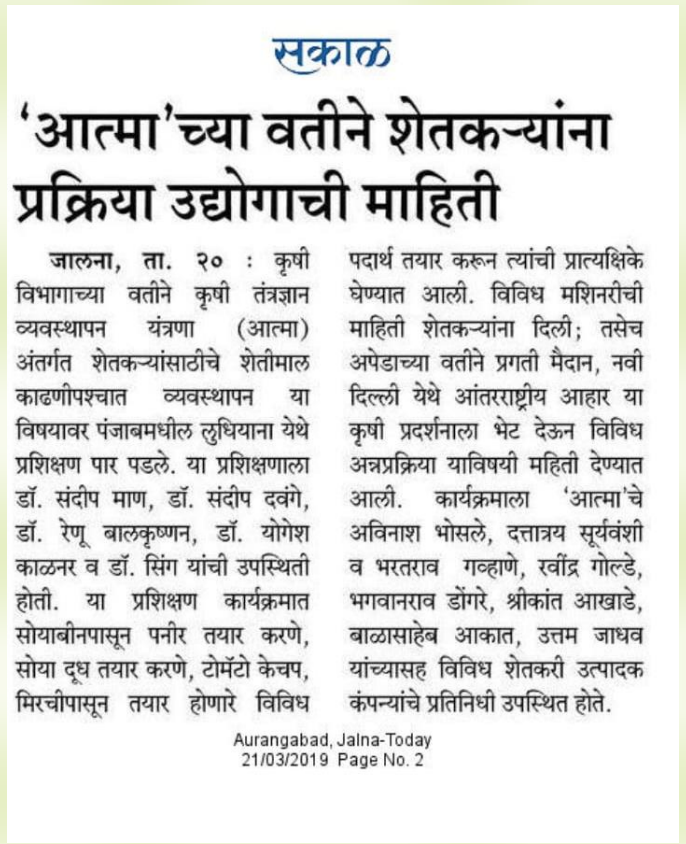 सकाळ
‘आत्मा’च्या वतीने शेतकऱ्यांना
प्रक्रिया उद्योगाची माहिती
जालना, ता. २० : कृषी
विभागाच्या वतीने कृषी तंत्रज्ञान
व्यवस्थापन यंत्रणा (आत्मा)
अंतर्गत शेतकऱ्यांसाठीचे शेतीमाल
काढणीपश्चात व्यवस्थापन या
विषयावर पंजाबमधील लुधियाना येथे
प्रशिक्षण पार पडले. या प्रशिक्षणाला
डॉ. संदीप माण, डॉ. संदीप दवंगे,
डॉ. रेणू बालकृष्णन, डॉ. योगेश
काळनर व डॉ. सिंग यांची उपस्थिती
होती. या प्रशिक्षण कार्यक्रमात
सोयाबीनपासून पनीर तयार करणे,
सोया दूध तयार करणे, टोमॅटो केचप,
मिरचीपासून तयार होणारे विविध
पदार्थ तयार करून त्यांची प्रात्यक्षिके
घेण्यात आली. विविध मशिनरीची
माहिती शेतकऱ्यांना दिली; तसेच
अपेडाच्या वतीने प्रगती मैदान, नवी
दिल्ली येथे आंतरराष्ट्रीय आहार या
कृषी प्रदर्शनाला भेट देऊन विविध
अन्नप्रक्रिया याविषयी महिती देण्यात
आली. कार्यक्रमाला ‘आत्मा’चे
अविनाश भोसले, दत्तात्रय सूर्यवंशी
व भरतराव गव्हाणे, रवींद्र गोल्डे,
भगवानराव डोंगरे, श्रीकांत आखाडे,
बाळासाहेब आकात, उत्तम जाधव
यांच्यासह विविध शेतकरी उत्पादक
कंपन्यांचे प्रतिनिधी उपस्थित होते.
Aurangabad, Jalna-Today
21/03/2019 Page No. 2